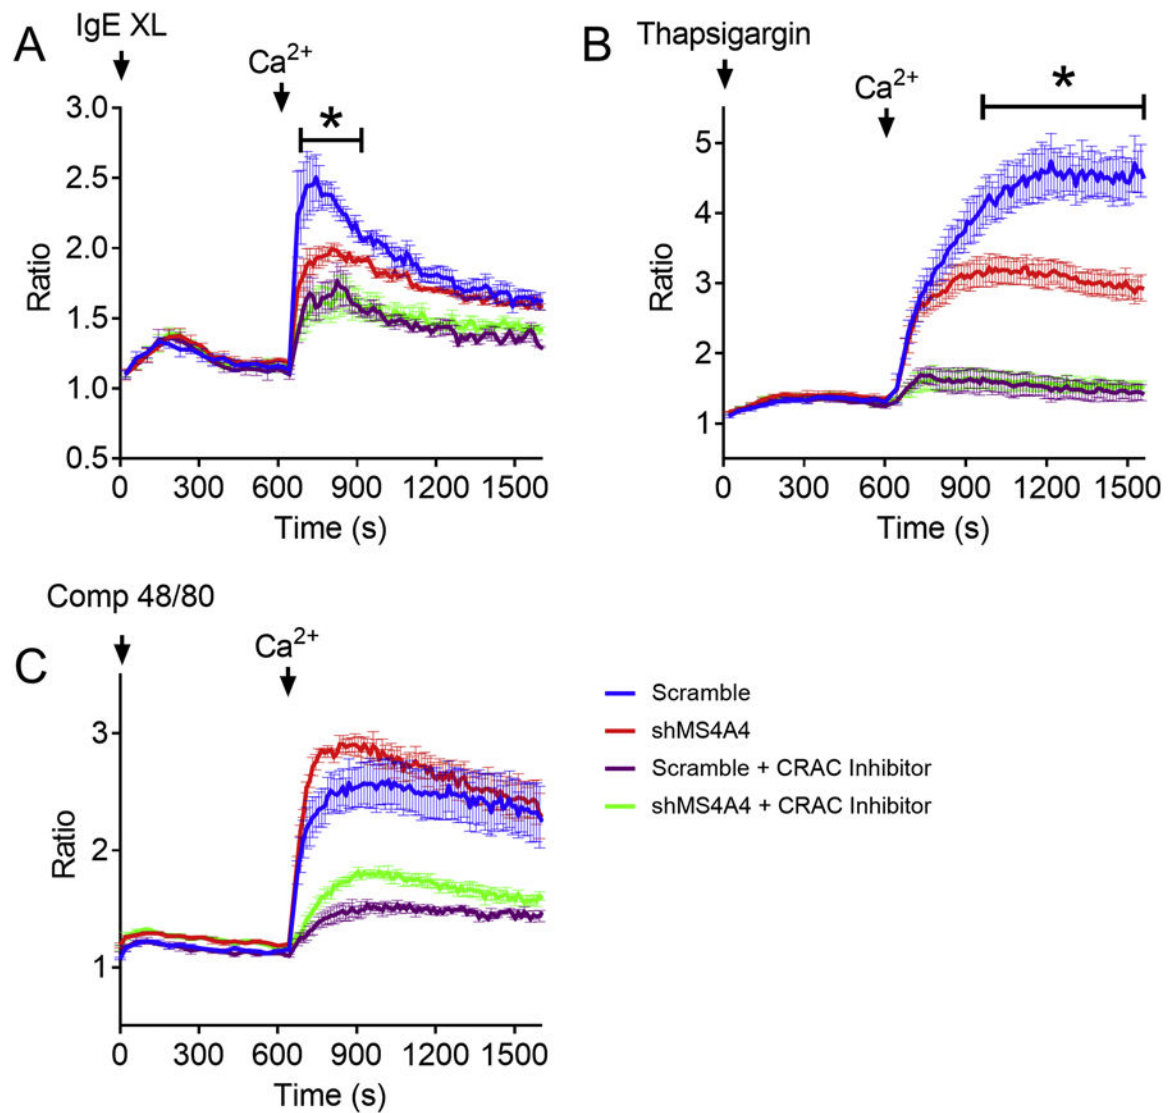 A
IgE XL
Ca²⁺
*
3.0
2.5
2.0
1.5
1.0
0.5
Ratio
0 300 600 900 1200 1500
Time (s)
B
Thapsigargin
Ca²⁺
*
5
4
3
2
1
Ratio
0 300 600 900 1200 1500
Time (s)
Comp 48/80
C
Ca²⁺
3
2
1
Ratio
0 300 600 900 1200 1500
Time (s)
Scramble
shMS4A4
Scramble + CRAC Inhibitor
shMS4A4 + CRAC Inhibitor